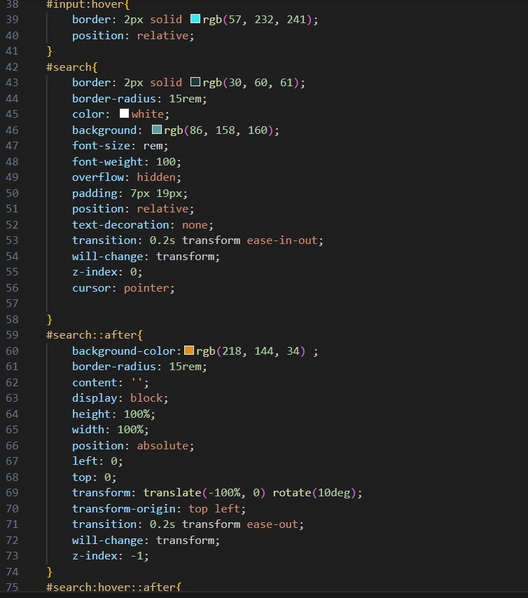 38 #input:hover{
39 border: 2px solid rgb(57, 232, 241);
40 position: relative;
41 }
42 #search{
43 border: 2px solid rgb(30, 60, 61);
44 border-radius: 15rem;
45 color: white;
46 background: rgb(86, 158, 160);
47 font-size: rem;
48 font-weight: 100;
49 overflow: hidden;
50 padding: 7px 19px;
51 position: relative;
52 text-decoration: none;
53 transition: 0.2s transform ease-in-out;
54 will-change: transform;
55 z-index: 0;
56 cursor: pointer;
57
58 }
59 #search::after{
60 background-color: rgb(218, 144, 34) ;
61 border-radius: 15rem;
62 content: '';
63 display: block;
64 height: 100%;
65 width: 100%;
66 position: absolute;
67 left: 0;
68 top: 0;
69 transform: translate(-100%, 0) rotate(10deg);
70 transform-origin: top left;
71 transition: 0.2s transform ease-out;
72 will-change: transform;
73 z-index: -1;
74 }
75 #search:hover::after{